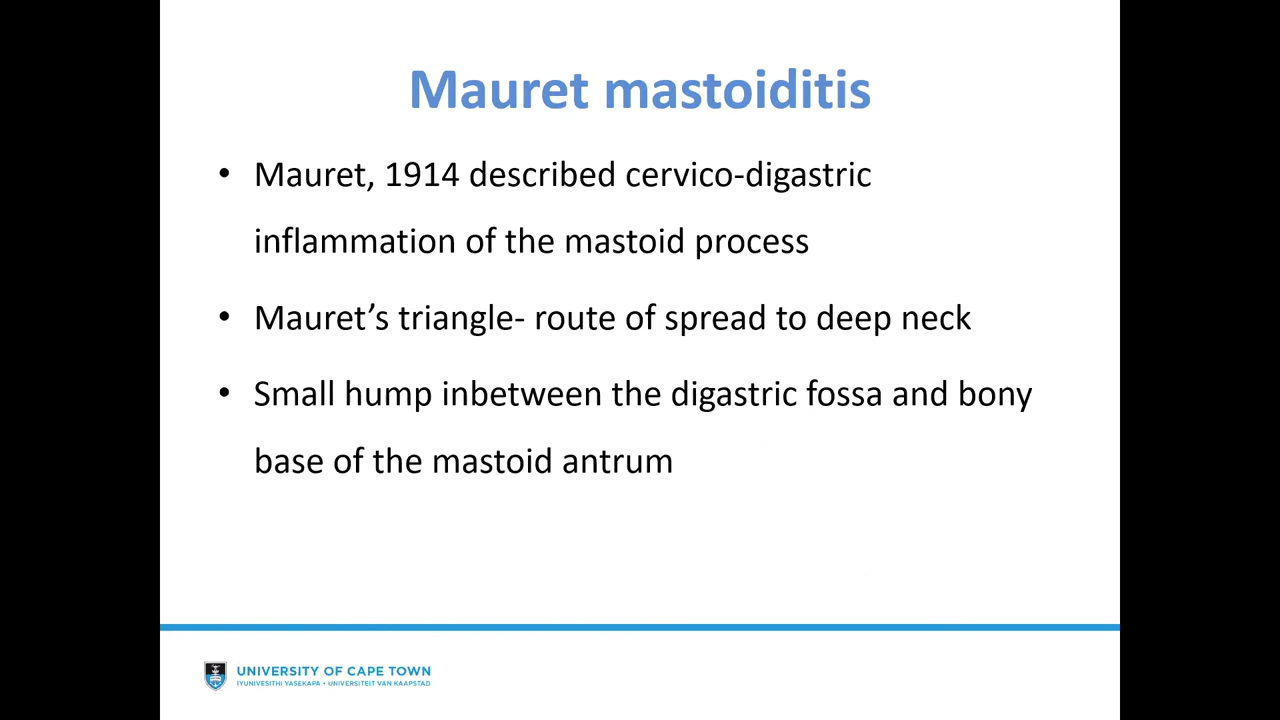 Mauret mastoiditis
• Mauret, 1914 described cervico-digastric
inflammation of the mastoid process
• Mauret’s triangle- route of spread to deep neck
• Small hump inbetween the digastric fossa and bony
base of the mastoid antrum
UNIVERSITY OF CAPE TOWN
IYUNIVESITHI YASEKAPA • UNIVERSITEIT VAN KAAPSTAD